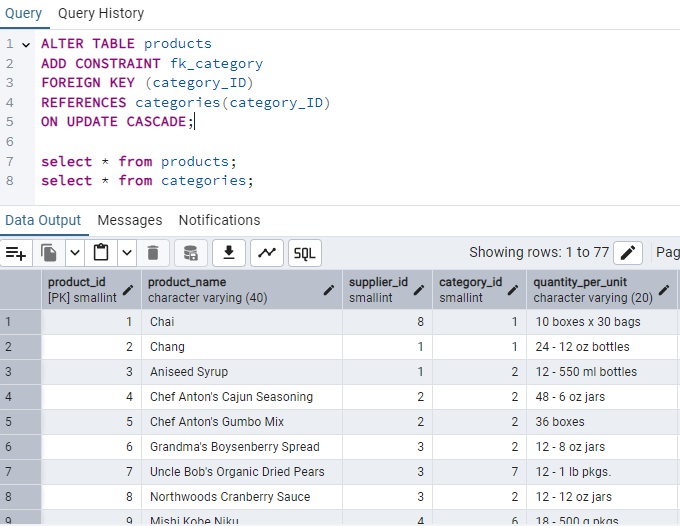 Query Query History
1 ALTER TABLE products
2 ADD CONSTRAINT fk_category
3 FOREIGN KEY (category_ID)
4 REFERENCES categories(category_ID)
5 ON UPDATE CASCADE;
6
7 select * from products;
8 select * from categories;
Data Output Messages Notifications
SQL Showing rows: 1 to 77 Pag
product_id product_name supplier_id category_id quantity_per_unit
[PK] smallint character varying (40) smallint smallint character varying (20)
1 1 Chai 8 1 10 boxes x 30 bags
2 2 Chang 1 1 24 - 12 oz bottles
3 3 Aniseed Syrup 1 2 12 - 550 ml bottles
4 4 Chef Anton's Cajun Seasoning 2 2 48 - 6 oz jars
5 5 Chef Anton's Gumbo Mix 2 2 36 boxes
6 6 Grandma's Boysenberry Spread 3 2 12 - 8 oz jars
7 7 Uncle Bob's Organic Dried Pears 3 7 12 - 1 lb pkgs.
8 8 Northwoods Cranberry Sauce 3 2 12 - 12 oz jars
9 9 Mishi Kobe Niku 4 6 18 - 500 g pkgs.